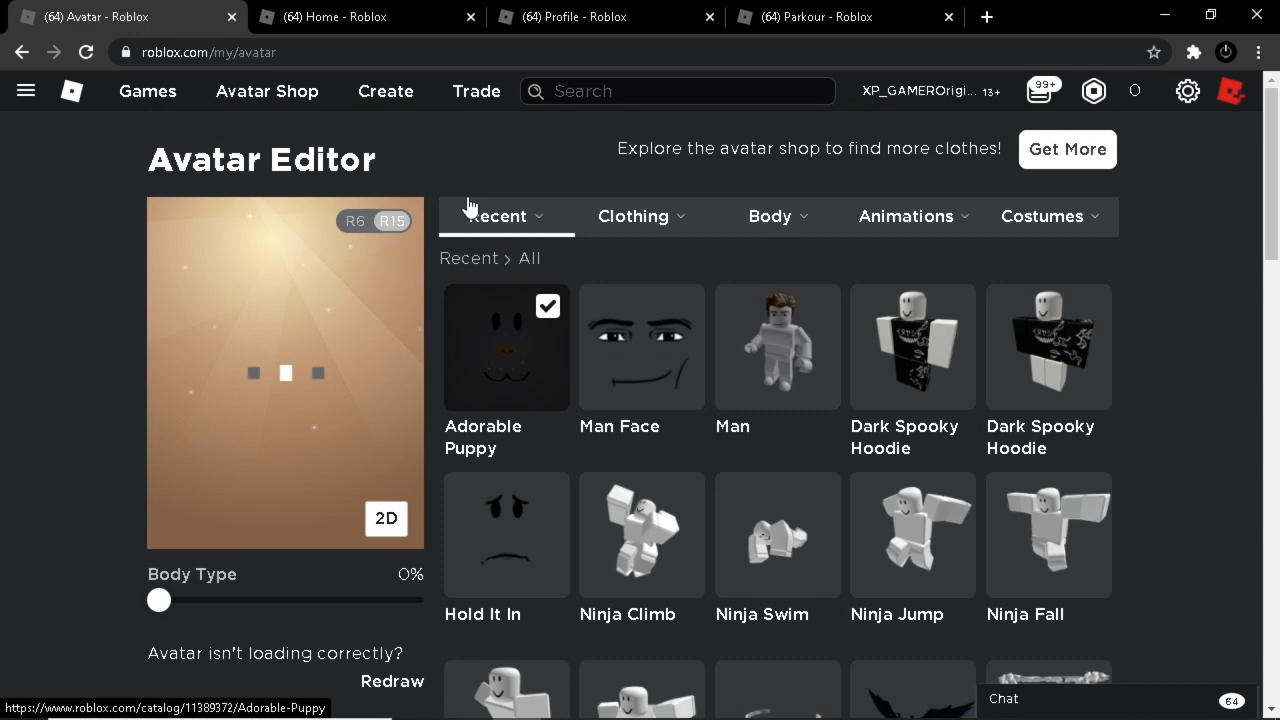 (64) Avatar - Roblox
(64) Home - Roblox
(64) Profile - Roblox
(64) Parkour - Roblox
roblox.com/my/avatar
Games
Avatar Shop
Create
Trade
Search
XP_GAMEROrigi... 13+
99+
0
Avatar Editor
Explore the avatar shop to find more clothes!
Get More
R6 R15
Recent
Clothing
Body
Animations
Costumes
Recent > All
Adorable
Puppy
Man Face
Man
Dark Spooky
Hoodie
Dark Spooky
Hoodie
2D
Body Type 0%
Hold It In
Ninja Climb
Ninja Swim
Ninja Jump
Ninja Fall
Avatar isn't loading correctly?
Redraw
Chat
64
https://www.roblox.com/catalog/11389372/Adorable-Puppy